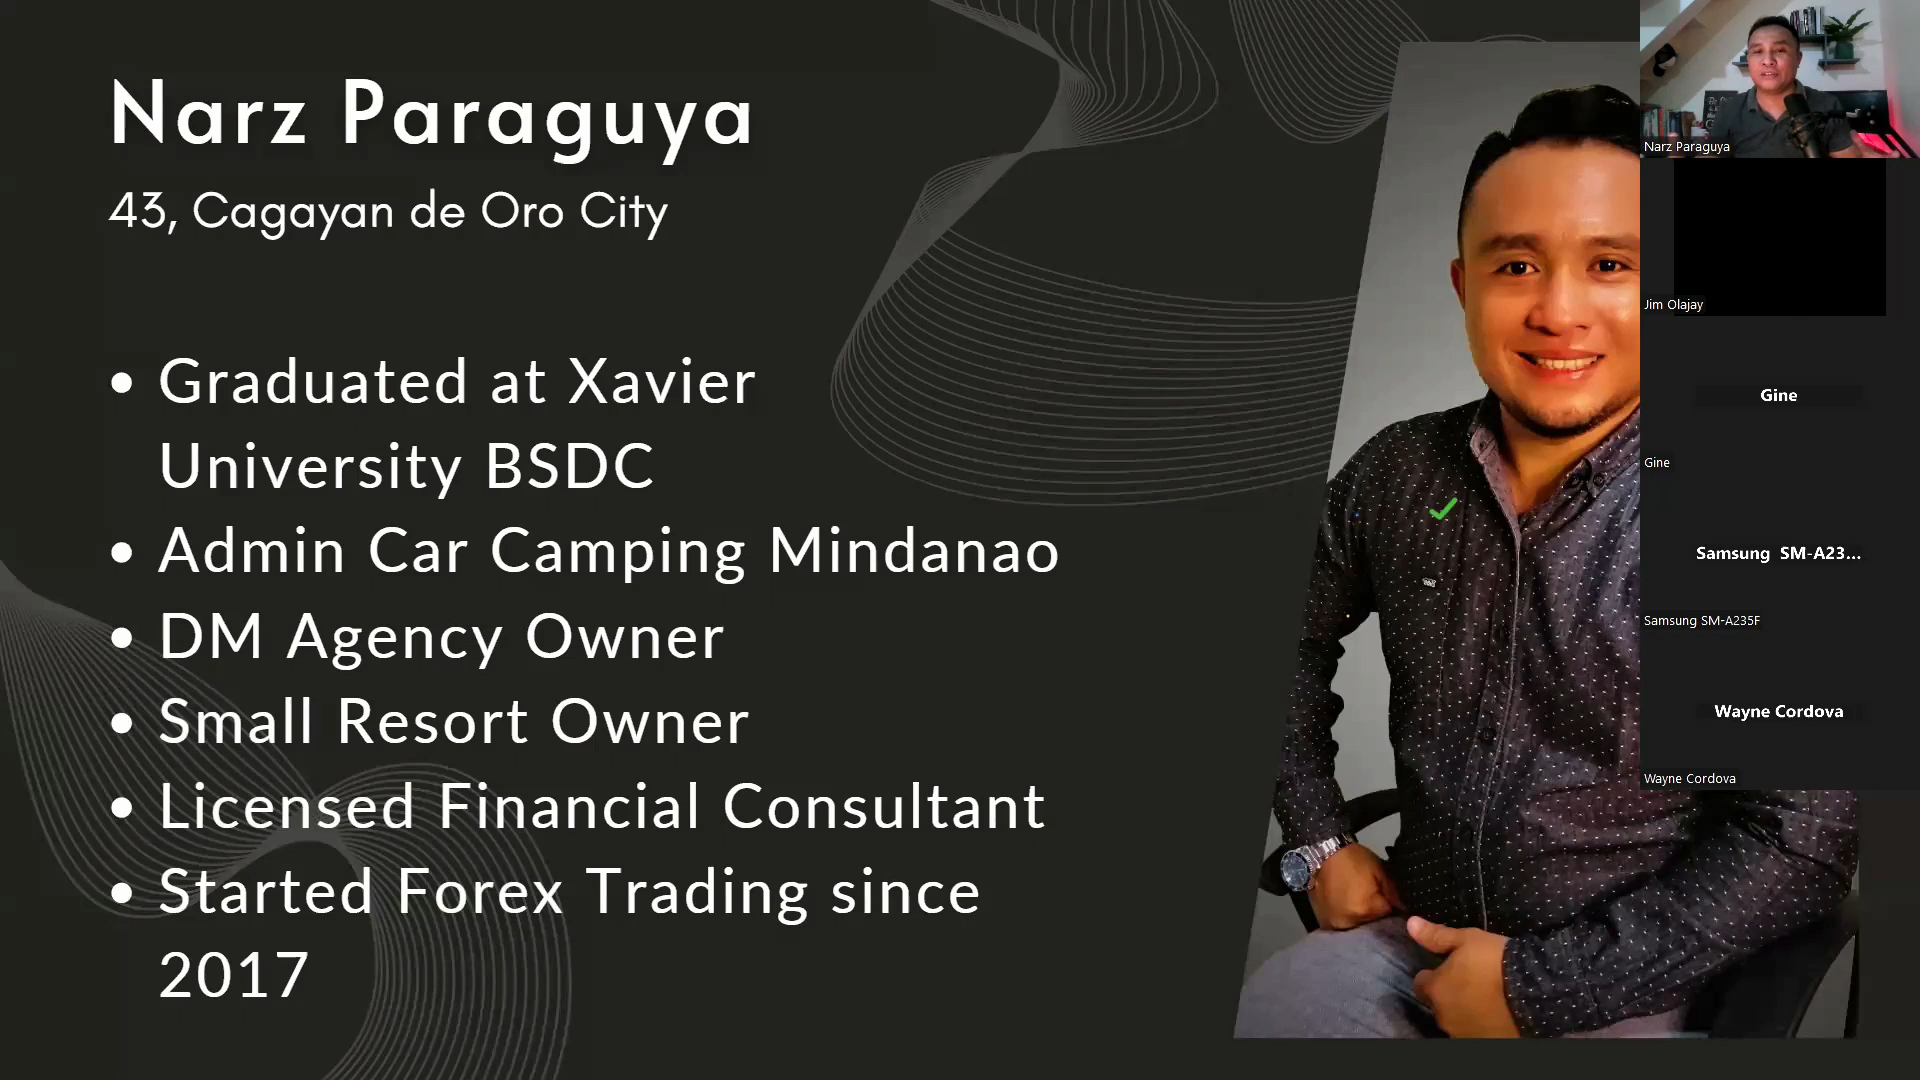 Narz Paraguya
43, Cagayan de Oro City
• Graduated at Xavier
University BSDC
• Admin Car Camping Mindanao
• DM Agency Owner
• Small Resort Owner
• Licensed Financial Consultant
• Started Forex Trading since
2017
Narz Paraguya
Jim Olajay
Gine
Gine
Samsung SM-A23...
Samsung SM-A235F
Wayne Cordova
Wayne Cordova